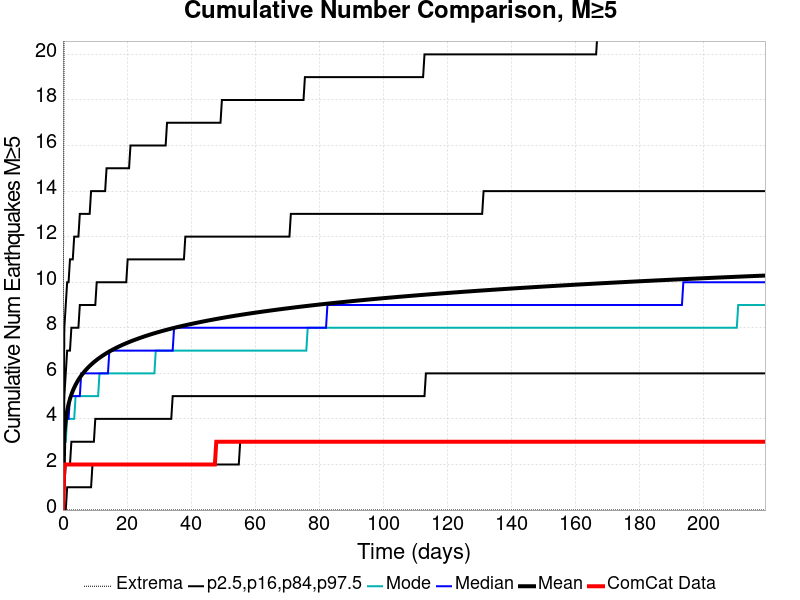 Cumulative Number Comparison, M≥5
Cumulative Num Earthquakes M≥5
20
18
16
14
12
10
8
6
4
2
0
0 20 40 60 80 100 120 140 160 180 200
Time (days)
Extrema p2.5,p16,p84,p97.5 Mode Median Mean ComCat Data